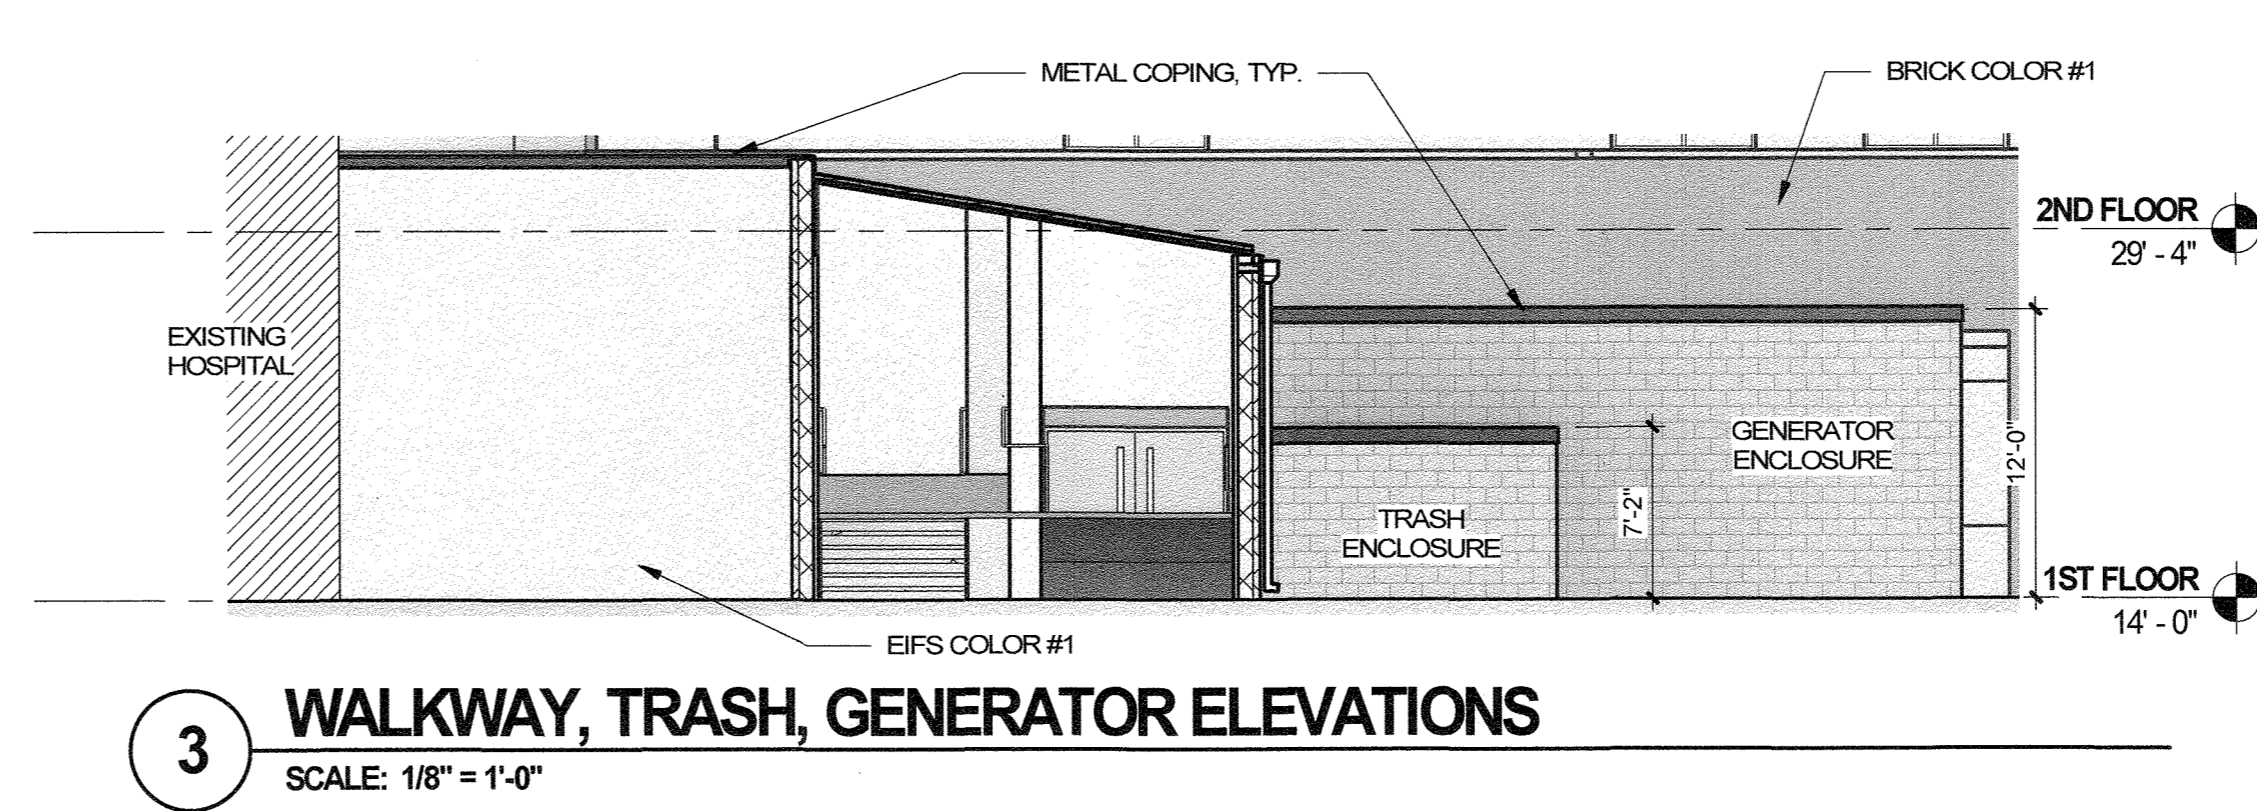 METAL COPING, TYP.
BRICK COLOR #1
2ND FLOOR
29' - 4"
EXISTING
HOSPITAL
GENERATOR
ENCLOSURE
12'-0"
7'-2"
TRASH
ENCLOSURE
1ST FLOOR
14' - 0"
EIFS COLOR #1
3
WALKWAY, TRASH, GENERATOR ELEVATIONS
SCALE: 1/8" = 1'-0"